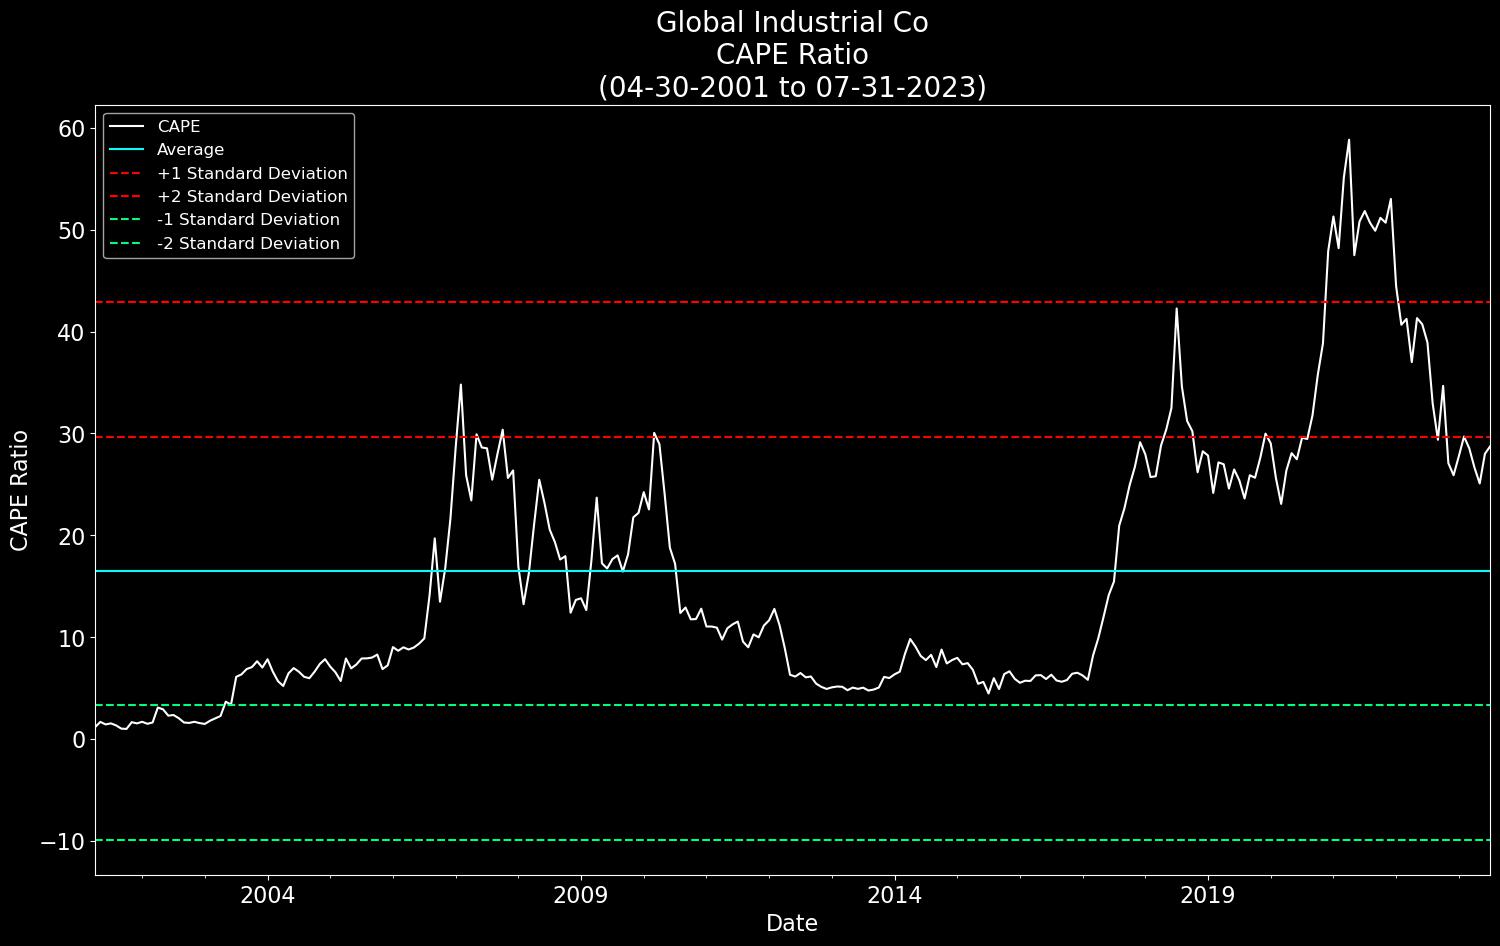 Global Industrial Co
CAPE Ratio
(04-30-2001 to 07-31-2023)
CAPE
Average
+1 Standard Deviation
+2 Standard Deviation
-1 Standard Deviation
-2 Standard Deviation
60
50
40
30
20
10
0
−10
CAPE Ratio
2004
2009
2014
2019
Date